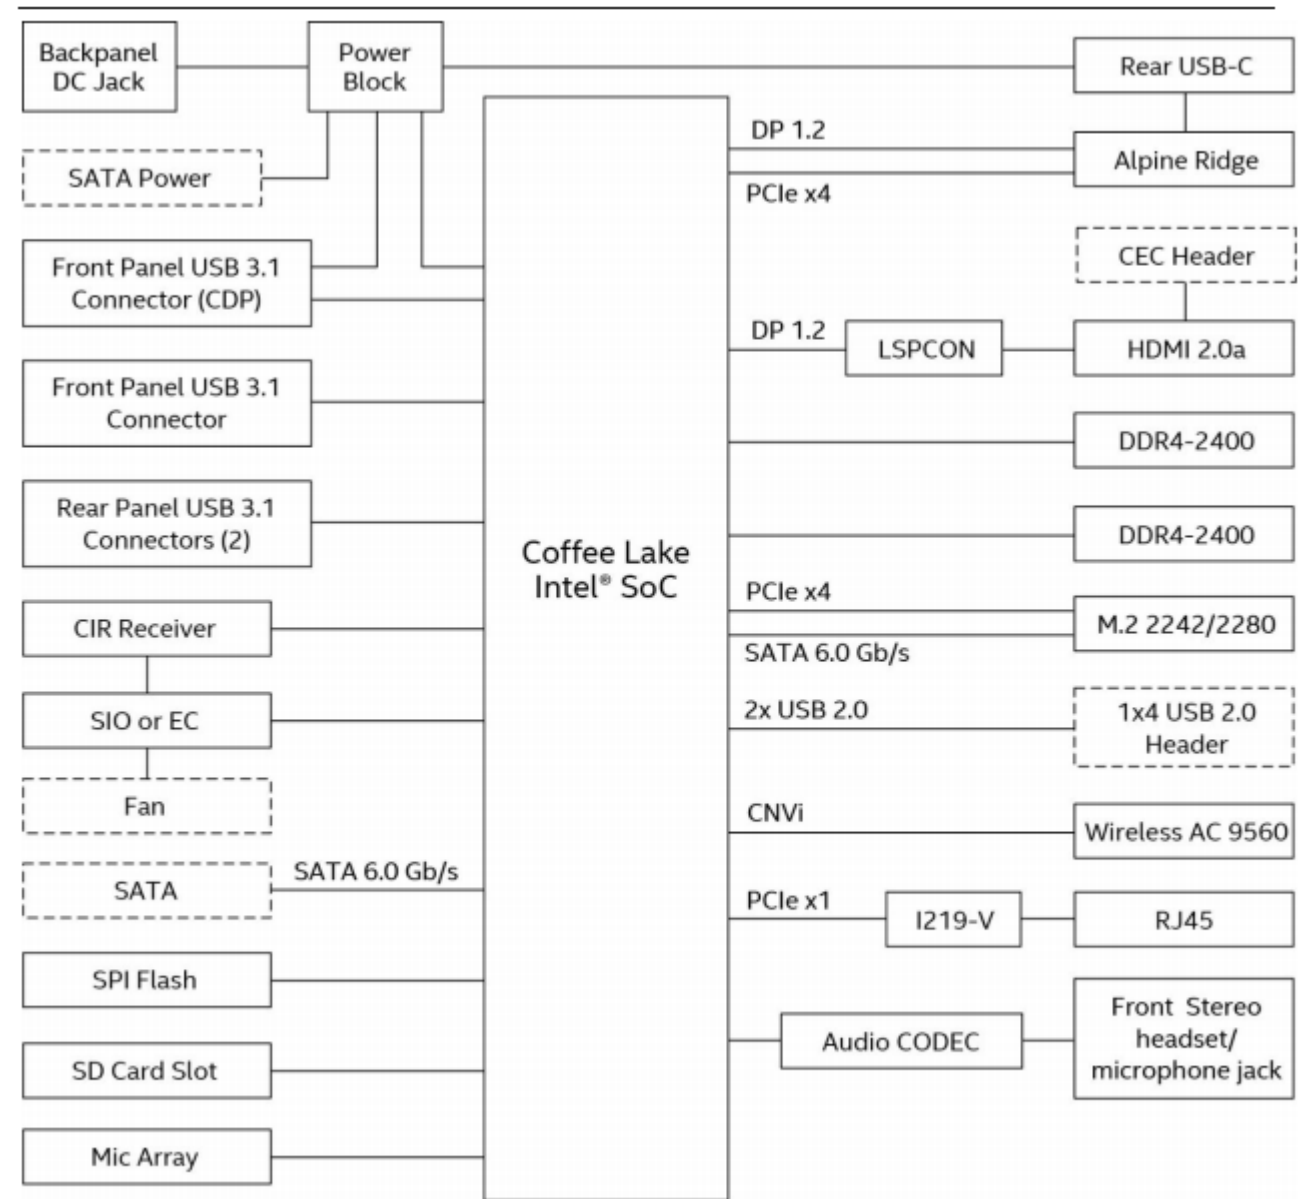 Backpanel
DC Jack
Power
Block
Rear USB-C
DP 1.2
Alpine Ridge
PCIe x4
SATA Power
CEC Header
Front Panel USB 3.1
Connector (CDP)
DP 1.2
LSPCON
HDMI 2.0a
Front Panel USB 3.1
Connector
DDR4-2400
Rear Panel USB 3.1
Connectors (2)
DDR4-2400
Coffee Lake
Intel® SoC
PCIe x4
M.2 2242/2280
SATA 6.0 Gb/s
CIR Receiver
SIO or EC
2x USB 2.0
1x4 USB 2.0
Header
Fan
CNVi
Wireless AC 9560
SATA
SATA 6.0 Gb/s
PCIe x1
I219-V
RJ45
SPI Flash
Audio CODEC
Front Stereo
headset/
microphone jack
SD Card Slot
Mic Array